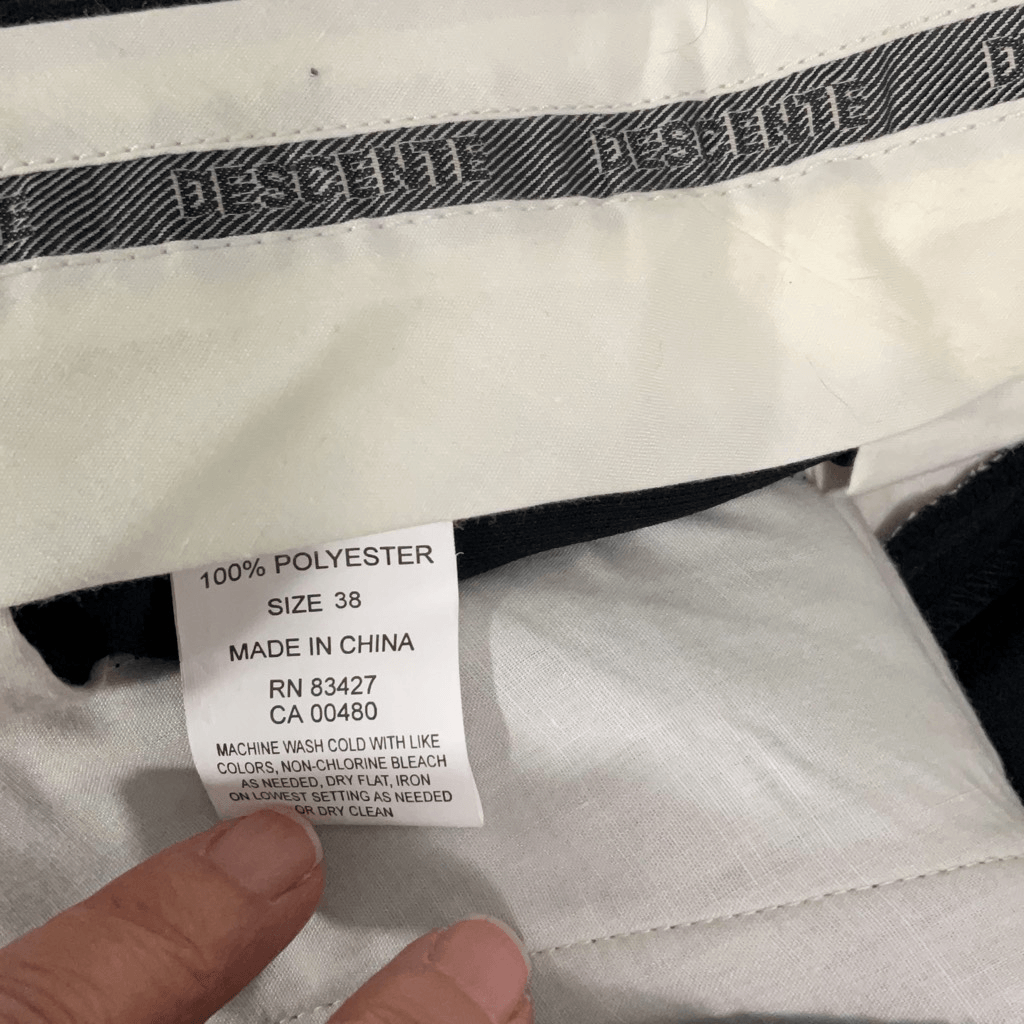 DESCENTE DESCENTE
100% POLYESTER
SIZE 38
MADE IN CHINA
RN 83427
CA 00480
MACHINE WASH COLD WITH LIKE
COLORS, NON-CHLORINE BLEACH
AS NEEDED, DRY FLAT, IRON
ON LOWEST SETTING AS NEEDED
OR DRY CLEAN